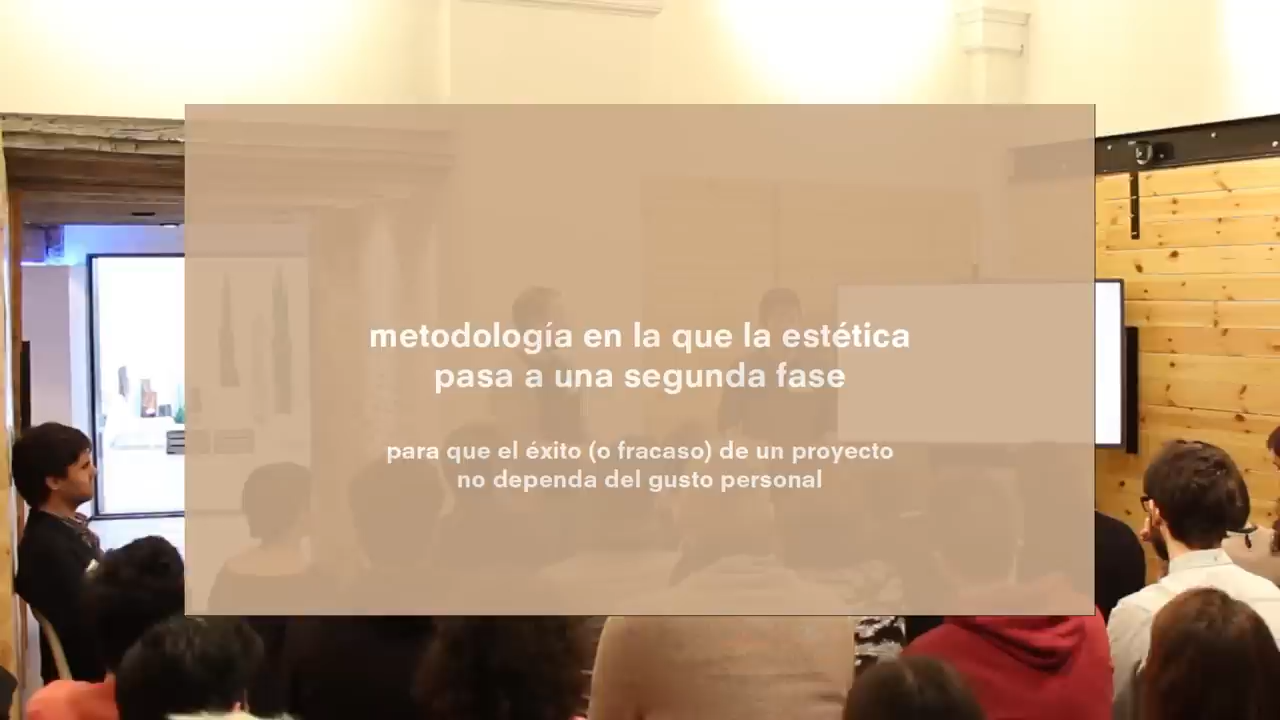 metodología en la que la estética
pasa a una segunda fase
para que el éxito (o fracaso) de un proyecto
no dependa del gusto personal